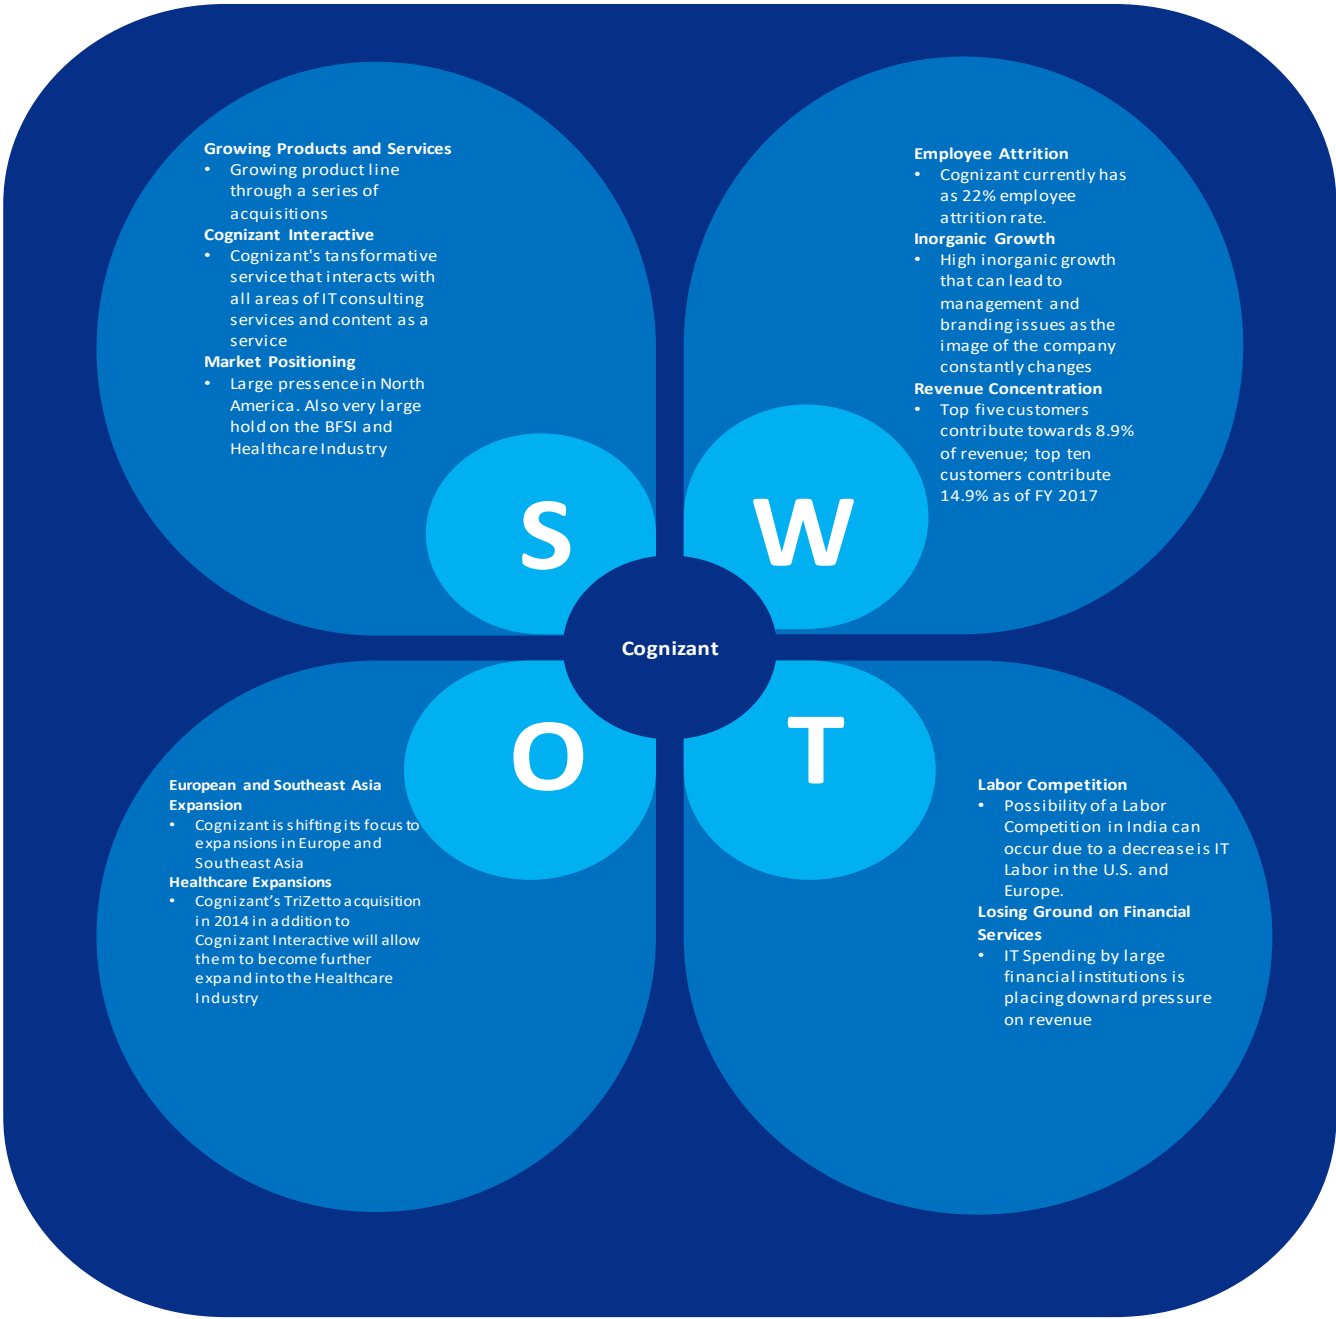 Growing Products and Services
• Growing product line
through a series of
acquisitions
Cognizant Interactive
• Cognizant's tansformative
service that interacts with
all areas of IT consulting
services and content as a
service
Market Positioning
• Large pressence in North
America. Also very large
hold on the BFSI and
Healthcare Industry
S
Employee Attrition
• Cognizant currently has
as 22% employee
attrition rate.
Inorganic Growth
• High inorganic growth
that can lead to
management and
branding issues as the
image of the company
constantly changes
Revenue Concentration
• Top five customers
contribute towards 8.9%
of revenue; top ten
customers contribute
14.9% as of FY 2017
W
Cognizant
O
European and Southeast Asia
Expansion
• Cognizant is shifting its focus to
expansions in Europe and
Southeast Asia
Healthcare Expansions
• Cognizant’s TriZetto acquisition
in 2014 in addition to
Cognizant Interactive will allow
them to become further
expand into the Healthcare
Industry
T
Labor Competition
• Possibility of a Labor
Competition in India can
occur due to a decrease is IT
Labor in the U.S. and
Europe.
Losing Ground on Financial
Services
• IT Spending by large
financial institutions is
placing downard pressure
on revenue